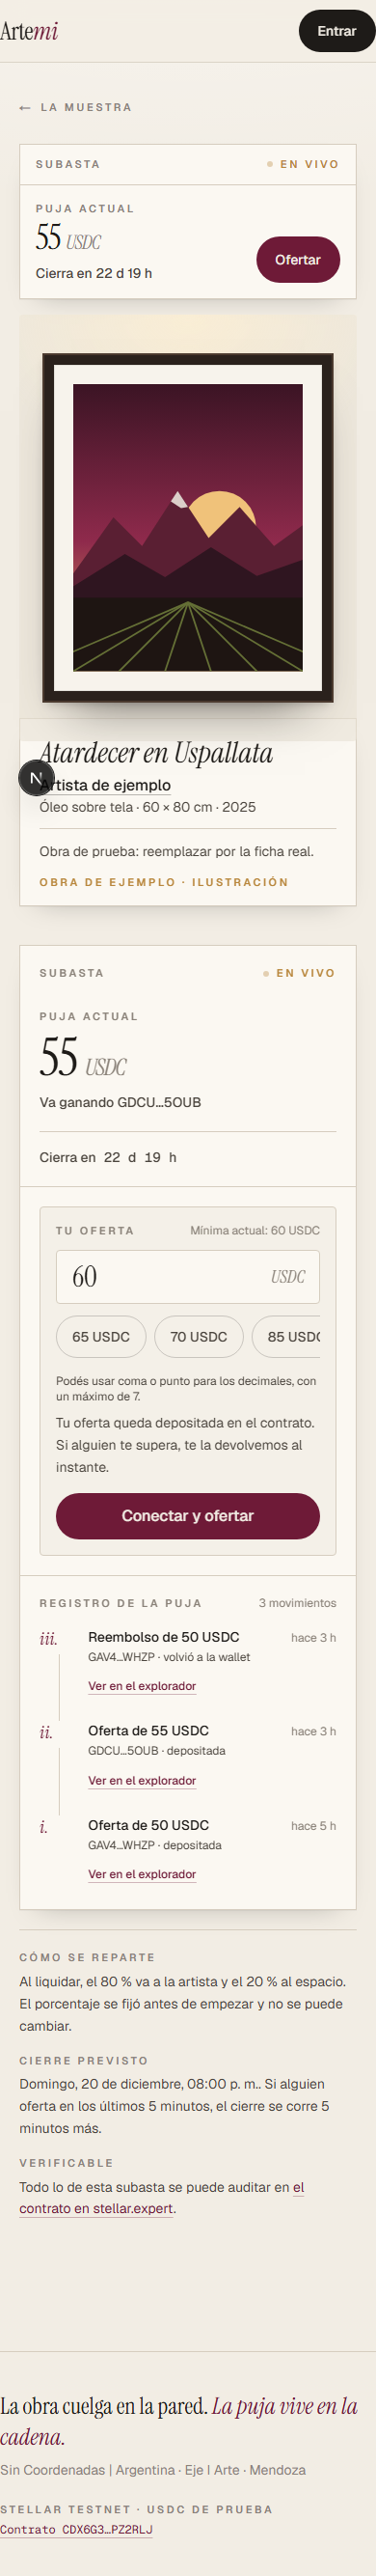 Artemi
Entrar
← LA MUESTRA
SUBASTA
EN VIVO
PUJA ACTUAL
55 USDC
Cierra en 22 d 19 h
Ofertar
Atardecer en Uspallata
N
Artista de ejemplo
Óleo sobre tela · 60 × 80 cm · 2025
Obra de prueba: reemplazar por la ficha real.
OBRA DE EJEMPLO · ILUSTRACIÓN
SUBASTA
EN VIVO
PUJA ACTUAL
55 USDC
Va ganando GDCU…5OUB
Cierra en 22 d 19 h
TU OFERTA
Mínima actual: 60 USDC
60
USDC
65 USDC
70 USDC
85 USDC
Podés usar coma o punto para los decimales, con
un máximo de 7.
Tu oferta queda depositada en el contrato.
Si alguien te supera, te la devolvemos al
instante.
Conectar y ofertar
REGISTRO DE LA PUJA
3 movimientos
iii.
Reembolso de 50 USDC
hace 3 h
GAV4…WHZP · volvió a la wallet
Ver en el explorador
ii.
Oferta de 55 USDC
hace 3 h
GDCU…5OUB · depositada
Ver en el explorador
i.
Oferta de 50 USDC
hace 5 h
GAV4…WHZP · depositada
Ver en el explorador
CÓMO SE REPARTE
Al liquidar, el 80 % va a la artista y el 20 % al espacio.
El porcentaje se fijó antes de empezar y no se puede
cambiar.
CIERRE PREVISTO
Domingo, 20 de diciembre, 08:00 p. m.. Si alguien
oferta en los últimos 5 minutos, el cierre se corre 5
minutos más.
VERIFICABLE
Todo lo de esta subasta se puede auditar en el
contrato en stellar.expert.
La obra cuelga en la pared. La puja vive en la
cadena.
Sin Coordenadas | Argentina · Eje I Arte · Mendoza
STELLAR TESTNET · USDC DE PRUEBA
Contrato CDX6G3…PZ2RLJ